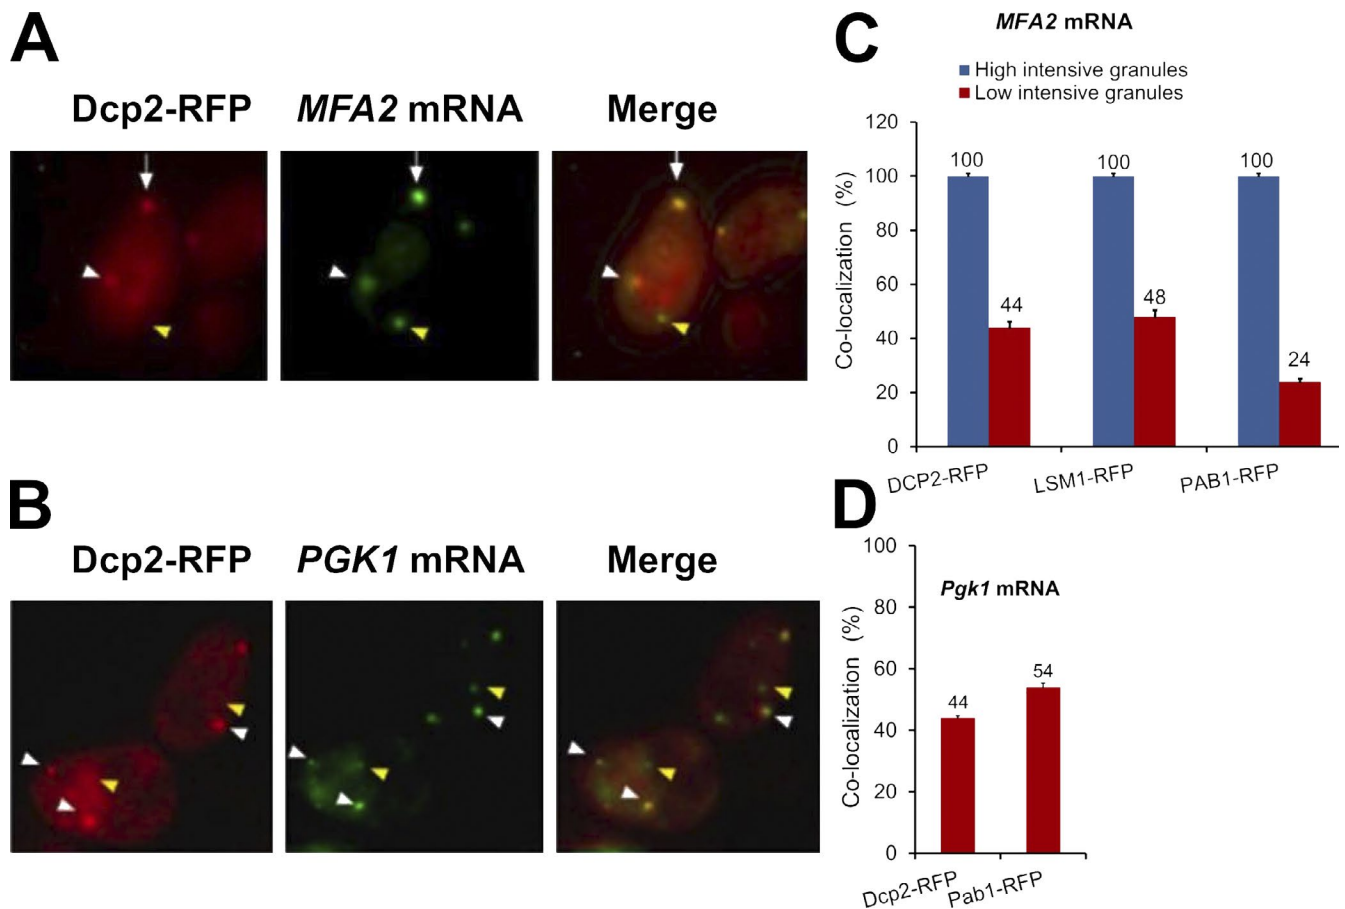 A
Dcp2-RFP MFA2 mRNA Merge
B
Dcp2-RFP PGK1 mRNA Merge
C
MFA2 mRNA
High intensive granules
Low intensive granules
Co-localization (%)
120
100
80
60
40
20
0
100 44 100 48 100 24
DCP2-RFP LSM1-RFP PAB1-RFP
D
Pgk1 mRNA
Co-localization (%)
100
80
60
40
20
0
44 54
Dcp2-RFP Pab1-RFP